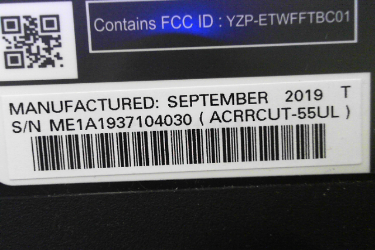 Contains FCC ID : YZP-ETWFFTBC01
MANUFACTURED: SEPTEMBER 2019 T
S/N ME1A1937104030 ( ACRRCUT-55UL )